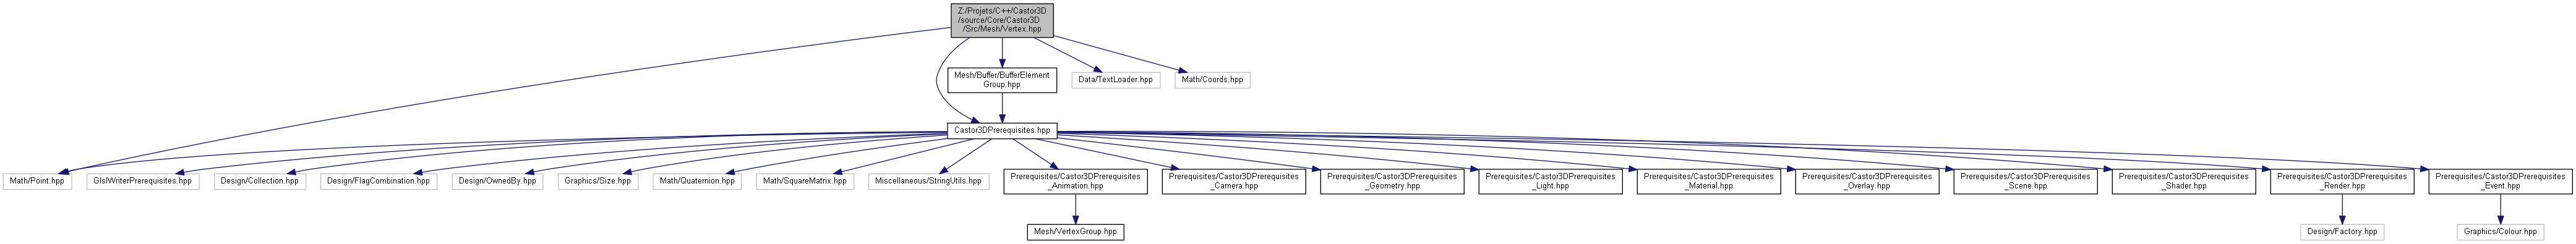 Z:/Projets/C++/Castor3D
/source/Core/Castor3D
/Src/Mesh/Vertex.hpp
Mesh/Buffer/BufferElement
Group.hpp
Data/TextLoader.hpp
Math/Coords.hpp
Castor3DPrerequisites.hpp
Math/Point.hpp
GlslWriterPrerequisites.hpp
Design/Collection.hpp
Design/FlagCombination.hpp
Design/OwnedBy.hpp
Graphics/Size.hpp
Math/Quaternion.hpp
Math/SquareMatrix.hpp
Miscellaneous/StringUtils.hpp
Prerequisites/Castor3DPrerequisites
_Animation.hpp
Prerequisites/Castor3DPrerequisites
_Camera.hpp
Prerequisites/Castor3DPrerequisites
_Geometry.hpp
Prerequisites/Castor3DPrerequisites
_Light.hpp
Prerequisites/Castor3DPrerequisites
_Material.hpp
Prerequisites/Castor3DPrerequisites
_Overlay.hpp
Prerequisites/Castor3DPrerequisites
_Scene.hpp
Prerequisites/Castor3DPrerequisites
_Shader.hpp
Prerequisites/Castor3DPrerequisites
_Render.hpp
Prerequisites/Castor3DPrerequisites
_Event.hpp
Mesh/VertexGroup.hpp
Design/Factory.hpp
Graphics/Colour.hpp